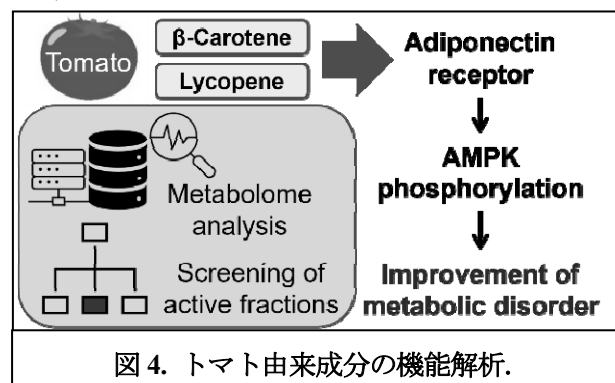 Tomato
β-Carotene
Lycopene
Adiponectin
receptor
AMPK
phosphorylation
Improvement of
metabolic disorder
Metabolome
analysis
Screening of
active fractions
図 4. トマト由来成分の機能解析.